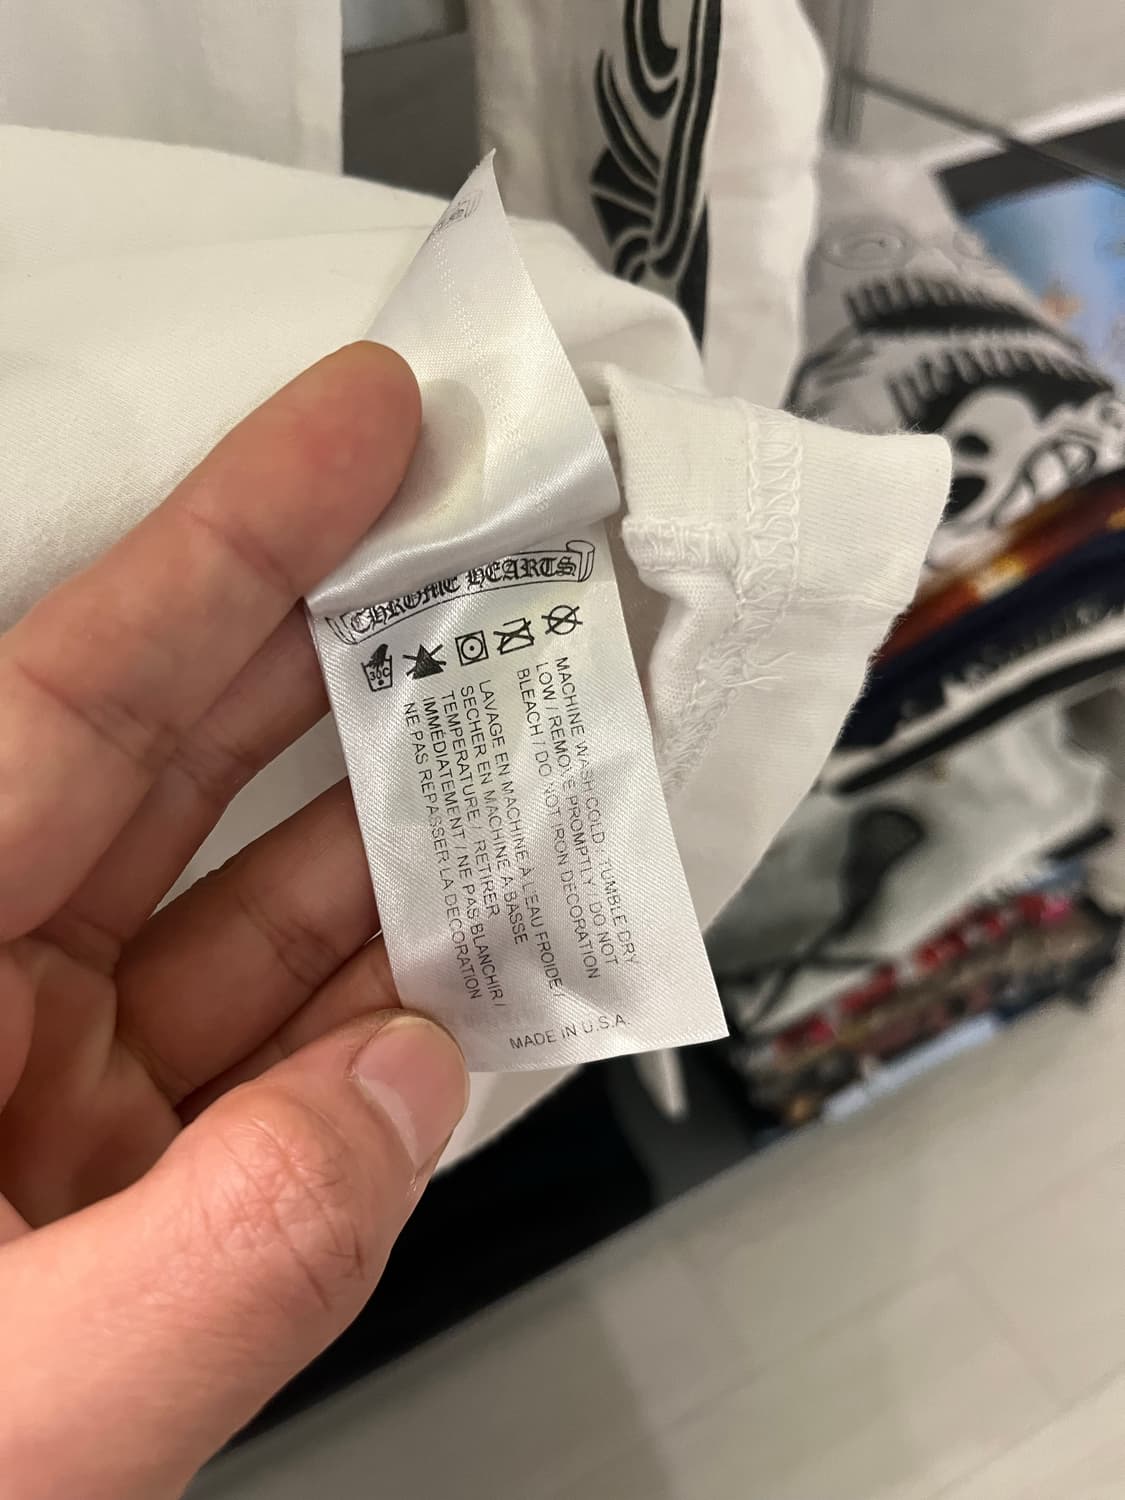 CHROME HEARTS
30C
MACHINE WASH COLD TUMBLE DRY
LOW / REMOVE PROMPTLY / DO NOT
BLEACH / DO NOT IRON DECORATION
LAVAGE EN MACHINE À L'EAU FROIDE /
SECHER EN MACHINE A BASSE
TEMPERATURE / RETIRER
IMMÉDIATEMENT / NE PAS BLANCHIR /
NE PAS REPASSER LA DECORATION
MADE IN U.S.A.